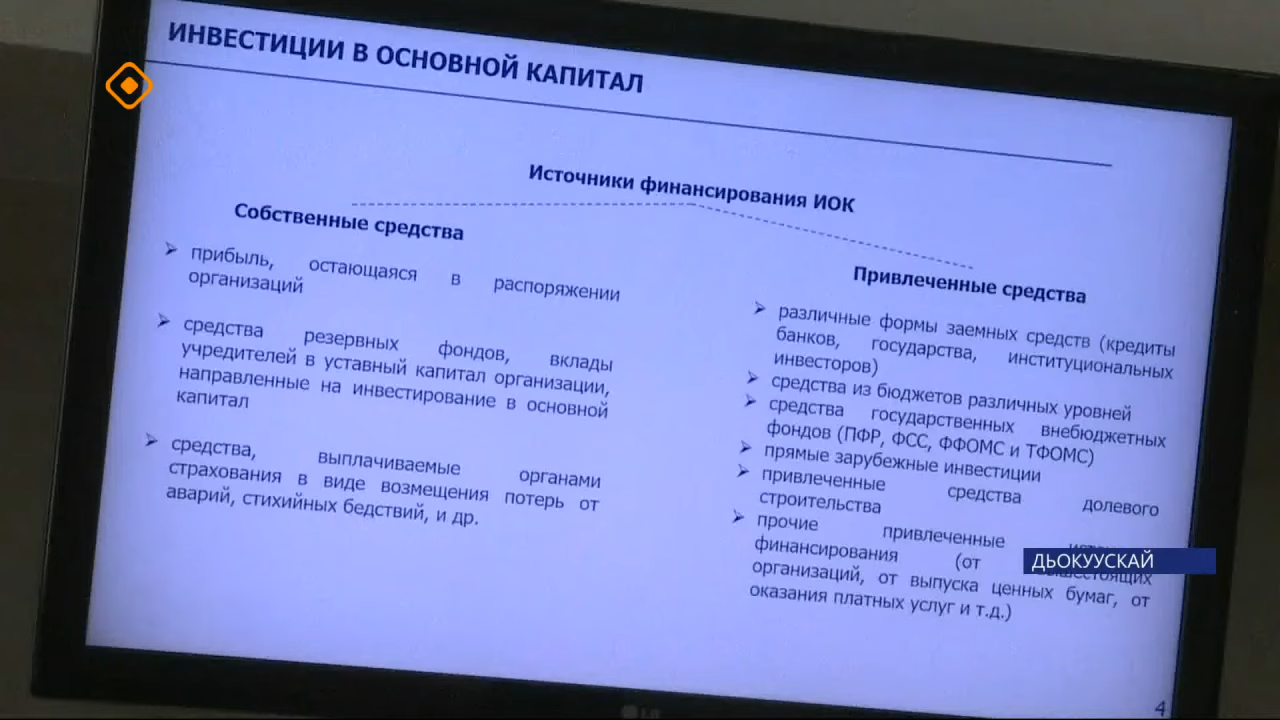 ИНВЕСТИЦИИ В ОСНОВНОЙ КАПИТАЛ
Источники финансирования ИОК
Собственные средства
прибыль, остающаяся в распоряжении
организаций
средства резервных фондов, вклады
учредителей в уставный капитал организации,
направленные на инвестирование в основной
капитал
средства, выплачиваемые органами
страхования в виде возмещения потерь от
аварий, стихийных бедствий, и др.
Привлеченные средства
различные формы заемных средств (кредиты
банков, государства, институциональных
инвесторов)
средства из бюджетов различных уровней
средства государственных внебюджетных
фондов (ПФР, ФСС, ФФОМС и ТФОМС)
прямые зарубежные инвестиции
привлеченные средства долевого
строительства
прочие привлеченные
финансирования (от
организаций, от выпуска ценных бумаг, от
оказания платных услуг и т.д.)
ДЬОКУУСКАЙ
4
LG